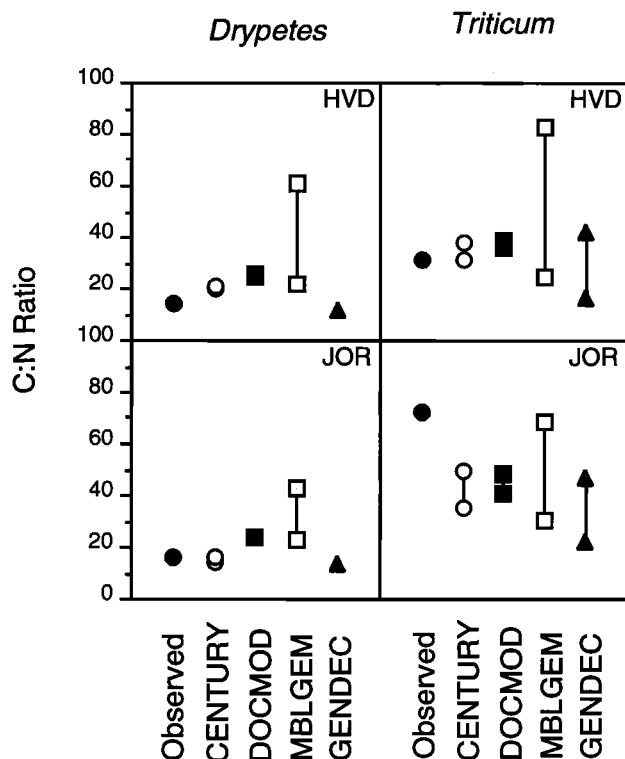 Drypetes Triticum
100 HVD HVD
80
60
40
20
100 JOR JOR
80
60
40
20
0
C:N Ratio
Observed
CENTURY
DOCMOD
MBLGEM
GENDEC
Observed
CENTURY
DOCMOD
MBLGEM
GENDEC